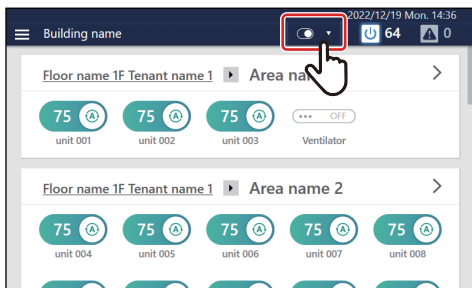 2022/12/19 Mon. 14:36
Building name 64 0
Floor name 1F Tenant name 1 Area
75 A 75 A 75 A ... OFF
unit 001 unit 002 unit 003 Ventilator
Floor name 1F Tenant name 1 Area name 2
75 A 75 A 75 A 75 A 75 A
unit 004 unit 005 unit 006 unit 007 unit 008